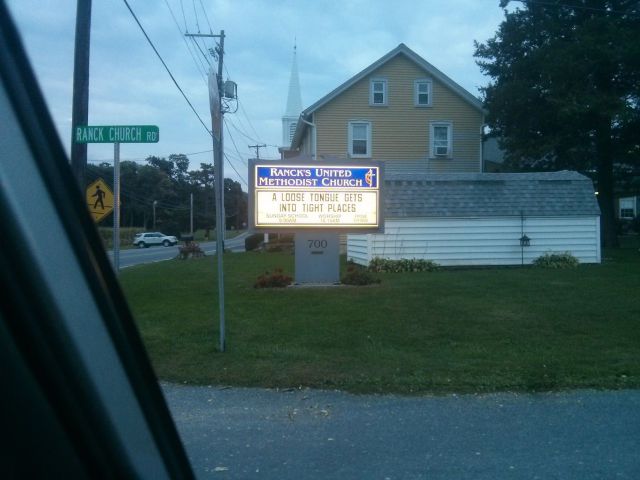 RANCK CHURCH RD
RANCK'S UNITED
METHODIST CHURCH
A LOOSE TONGUE GETS
INTO TIGHT PLACES
SUNDAY SCHOOL WORSHIP
700